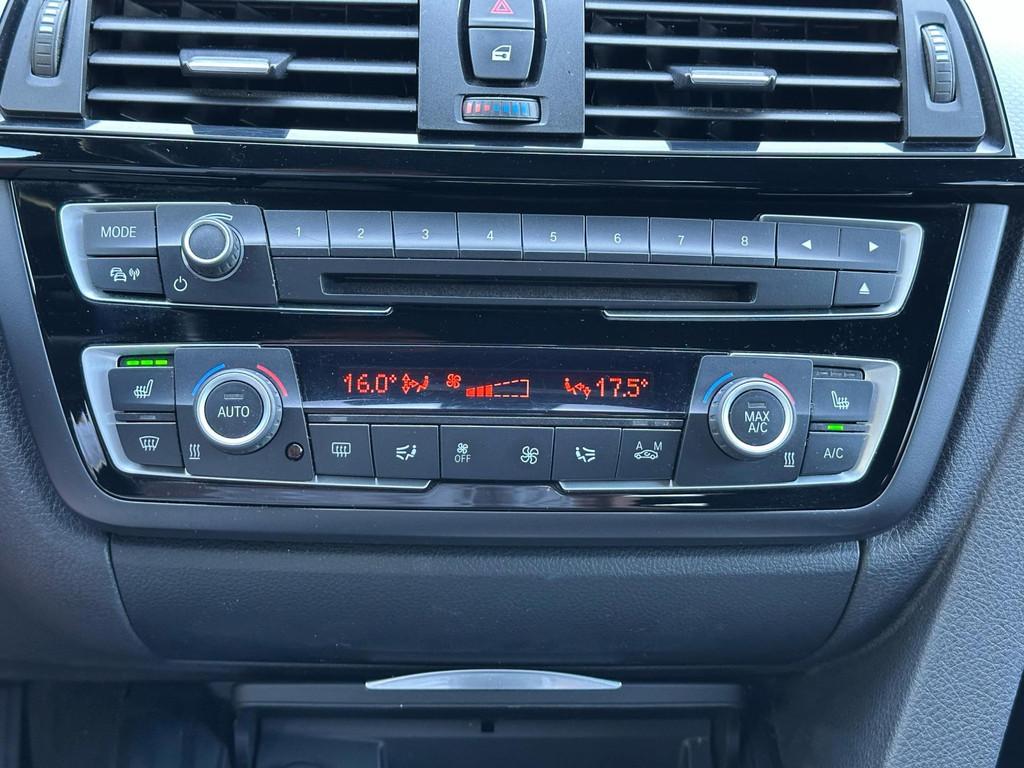 MODE
1 2 3 4 5 6 7 8
16.0° 17.5°
AUTO
MAX
A/C
OFF
A M
A/C